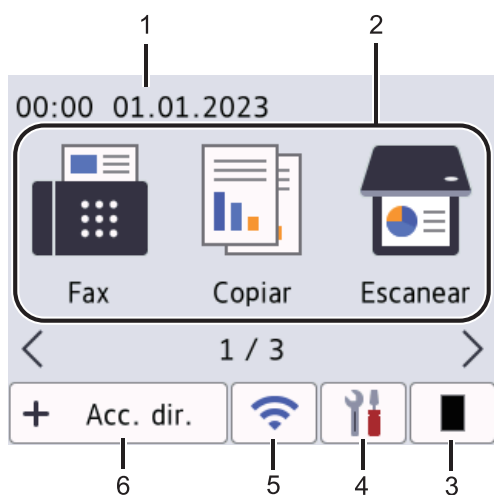 1 2
00:00 01.01.2023
Fax Copiar Escanear
1 / 3
+ Acc. dir.
6 5 4 3